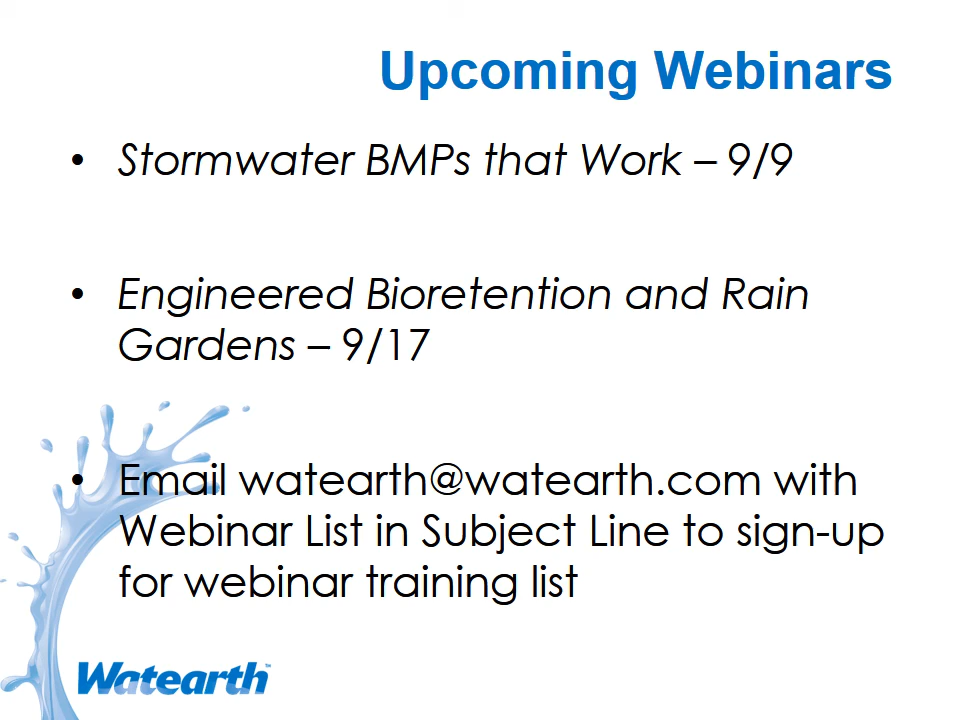 Upcoming Webinars
• Stormwater BMPs that Work – 9/9
• Engineered Bioretention and Rain
Gardens – 9/17
• Email watearth@watearth.com with
Webinar List in Subject Line to sign-up
for webinar training list
Watearth™